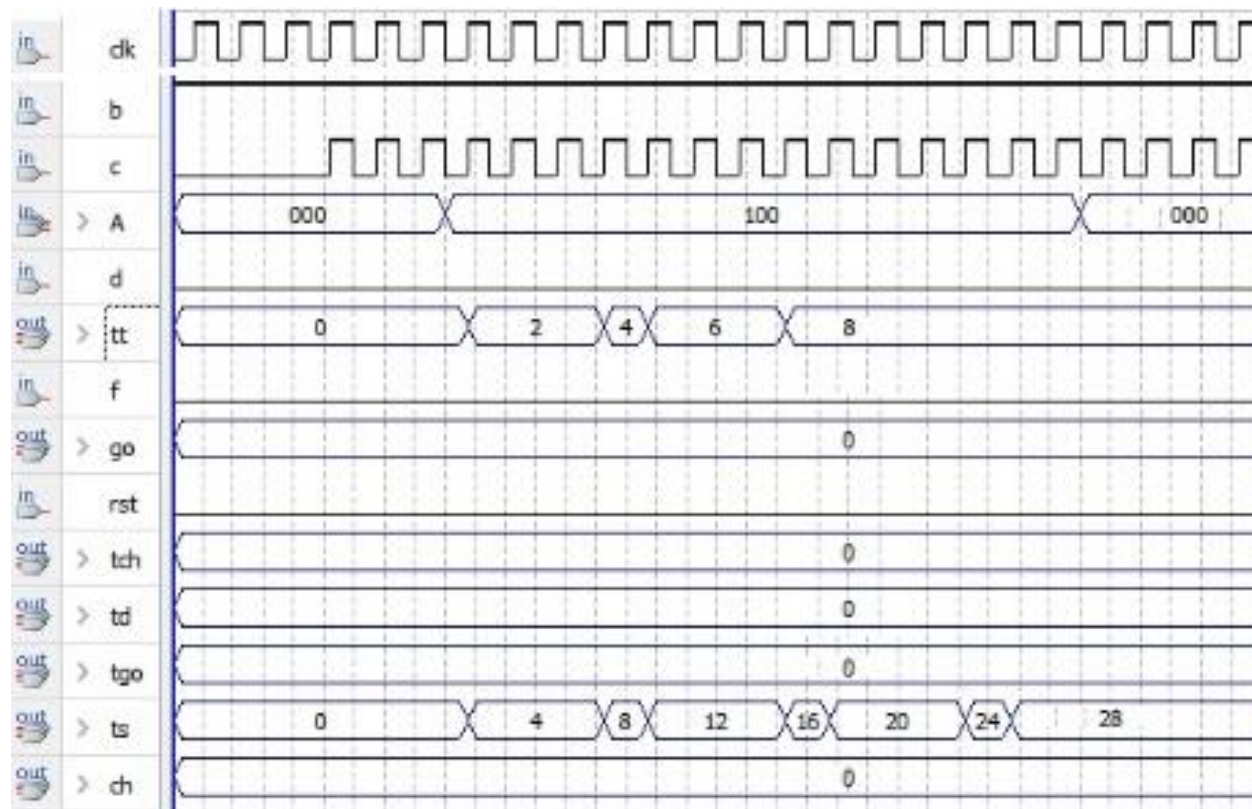 in clk
in b
in c
in > A 000 100 000
in d
out > tt 0 2 4 6 8
in f
out > go 0
in rst
out > tch 0
out > td 0
out > tgo 0
out > ts 0 4 8 12 16 20 24 28
out > ch 0